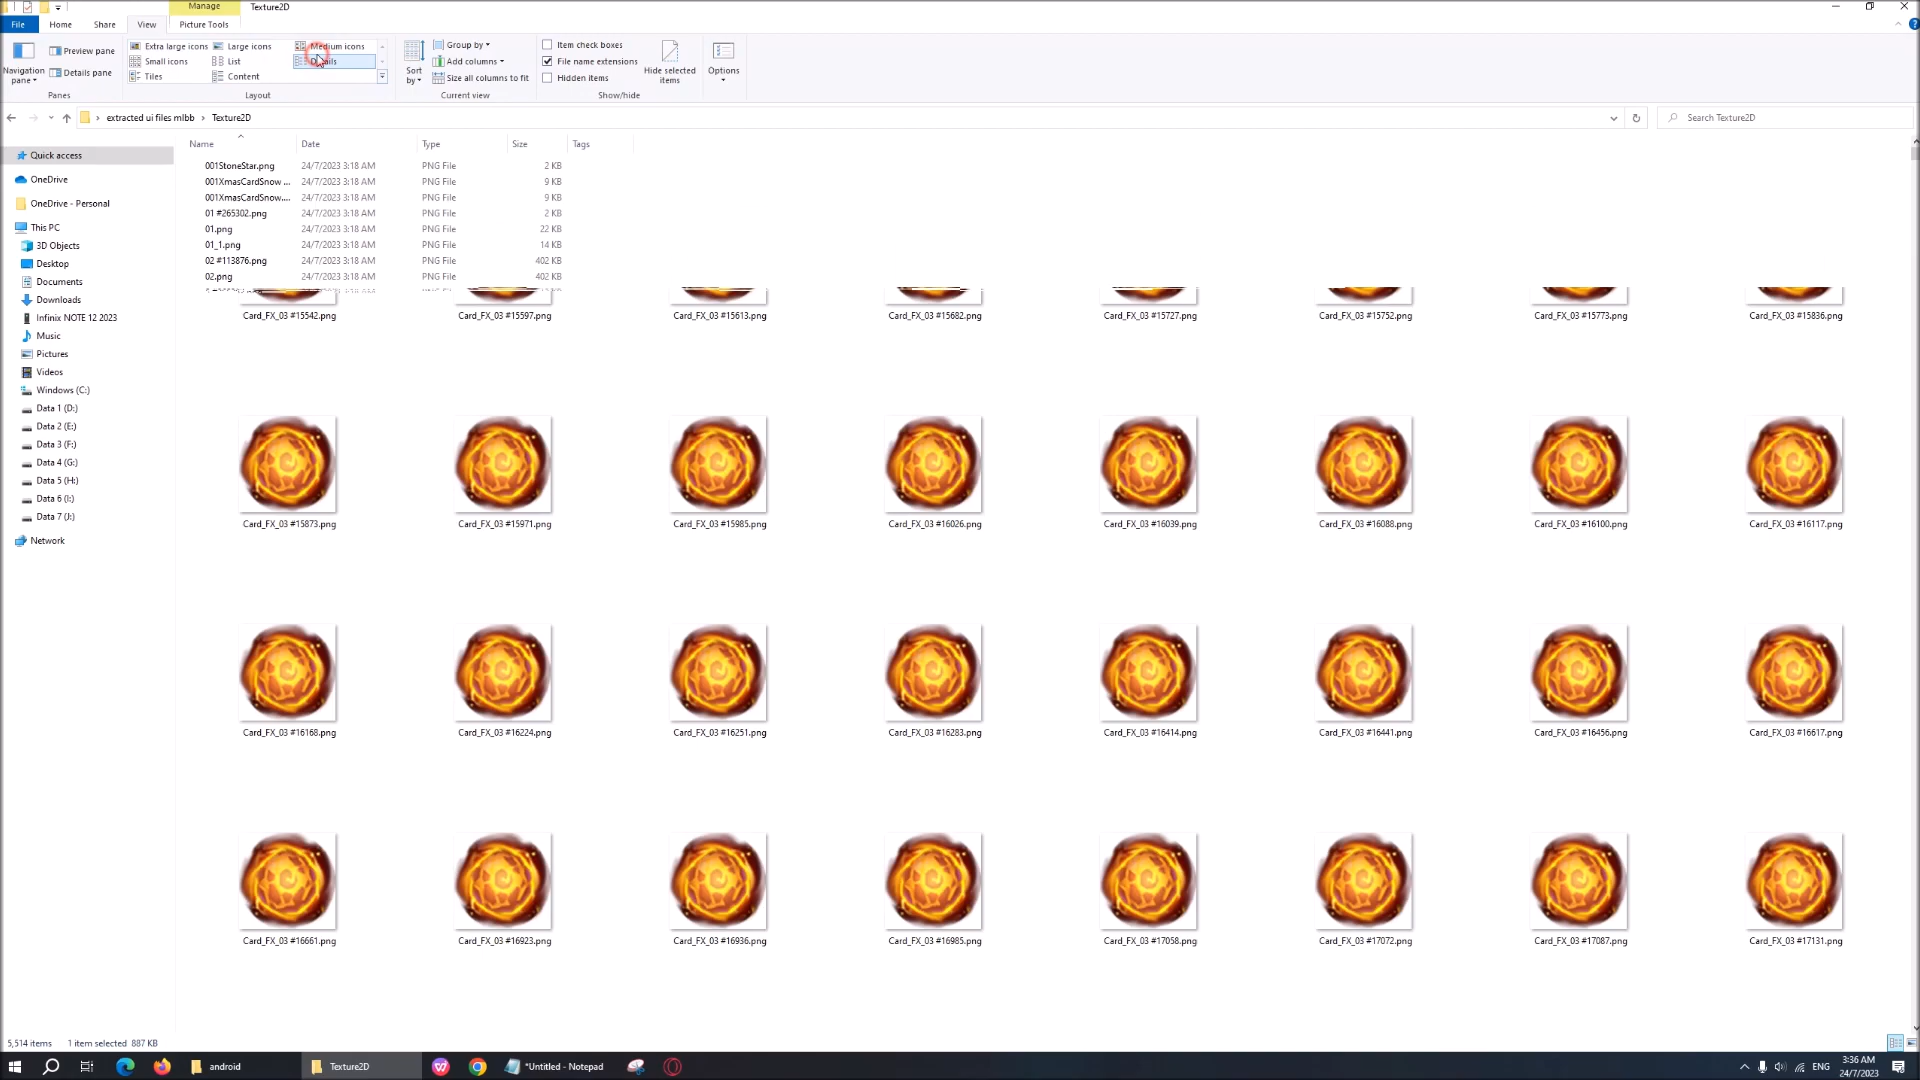 Manage
Texture2D
File
Home
Share
View
Picture Tools
Navigation pane
Preview pane
Details pane
Panes
Extra large icons
Large icons
Medium icons
Small icons
List
Details
Tiles
Content
Layout
Sort by
Group by
Add columns
Size all columns to fit
Current view
Item check boxes
File name extensions
Hidden items
Hide selected items
Show/hide
Options
extracted ui files mlbb > Texture2D
Search Texture2D
Name Date Type Size Tags
001StoneStar.png 24/7/2023 3:18 AM PNG File 2 KB
001XmasCardSnow ... 24/7/2023 3:18 AM PNG File 9 KB
001XmasCardSnow.... 24/7/2023 3:18 AM PNG File 9 KB
01 #265302.png 24/7/2023 3:18 AM PNG File 2 KB
01.png 24/7/2023 3:18 AM PNG File 22 KB
01_1.png 24/7/2023 3:18 AM PNG File 14 KB
02 #113876.png 24/7/2023 3:18 AM PNG File 402 KB
02.png 24/7/2023 3:18 AM PNG File 402 KB
Quick access
OneDrive
OneDrive - Personal
This PC
3D Objects
Desktop
Documents
Downloads
Infinix NOTE 12 2023
Music
Pictures
Videos
Windows (C:)
Data 1 (D:)
Data 2 (E:)
Data 3 (F:)
Data 4 (G:)
Data 5 (H:)
Data 6 (I:)
Data 7 (J:)
Network
Card_FX_03 #15542.png Card_FX_03 #15597.png Card_FX_03 #15613.png Card_FX_03 #15682.png Card_FX_03 #15727.png Card_FX_03 #15752.png Card_FX_03 #15773.png Card_FX_03 #15836.png
Card_FX_03 #15873.png Card_FX_03 #15971.png Card_FX_03 #15985.png Card_FX_03 #16026.png Card_FX_03 #16039.png Card_FX_03 #16088.png Card_FX_03 #16100.png Card_FX_03 #16117.png
Card_FX_03 #16168.png Card_FX_03 #16224.png Card_FX_03 #16251.png Card_FX_03 #16283.png Card_FX_03 #16414.png Card_FX_03 #16441.png Card_FX_03 #16456.png Card_FX_03 #16617.png
Card_FX_03 #16661.png Card_FX_03 #16923.png Card_FX_03 #16936.png Card_FX_03 #16985.png Card_FX_03 #17058.png Card_FX_03 #17072.png Card_FX_03 #17087.png Card_FX_03 #17131.png
5,514 items 1 item selected 887 KB
android
Texture2D
*Untitled - Notepad
ENG
3:36 AM
24/7/2023